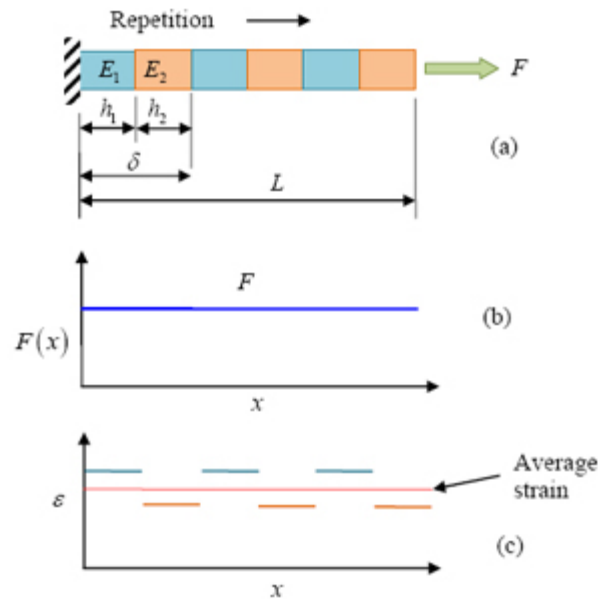 Repetition
E₁ E₂
F
h₁ h₂
(a)
δ
L
F
(b)
F(x)
x
Average
strain
ε
(c)
x